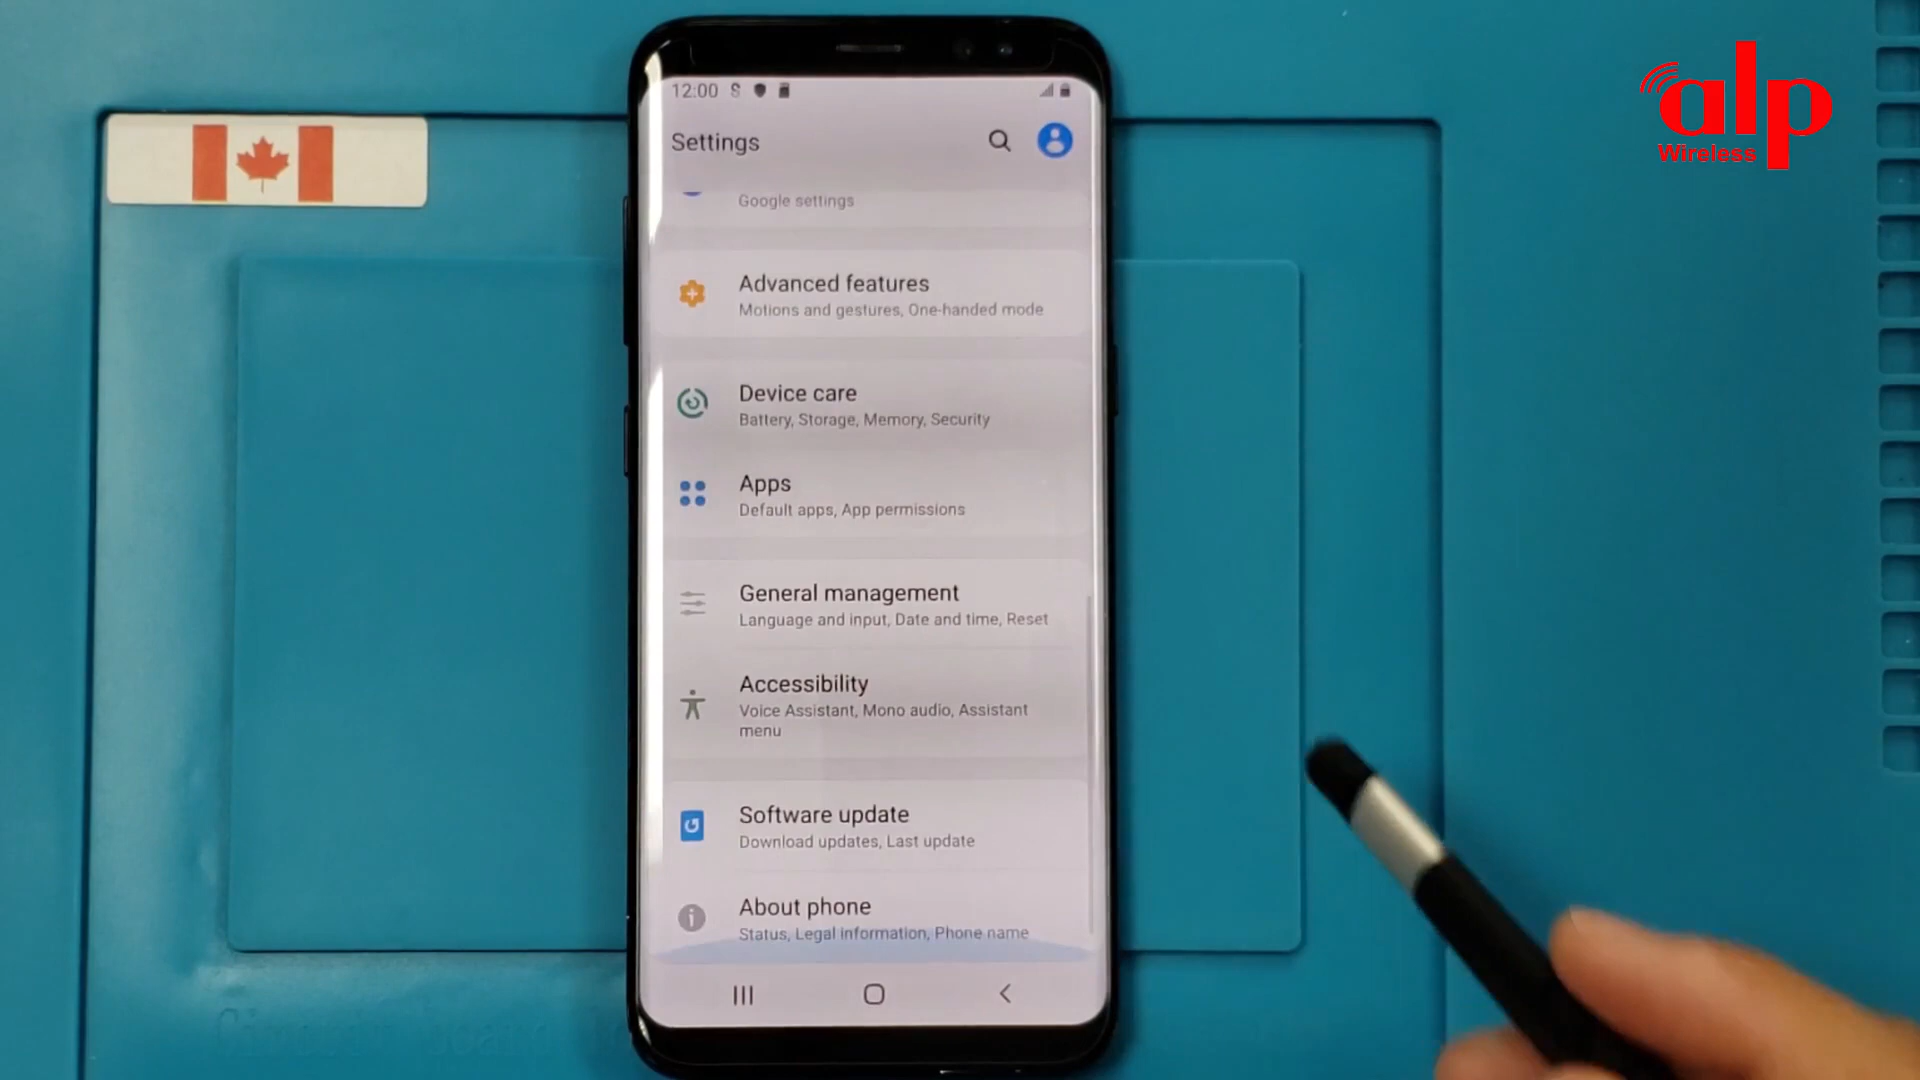 alp
Wireless
12:00
Settings
Google settings
Advanced features
Motions and gestures, One-handed mode
Device care
Battery, Storage, Memory, Security
Apps
Default apps, App permissions
General management
Language and input, Date and time, Reset
Accessibility
Voice Assistant, Mono audio, Assistant
menu
Software update
Download updates, Last update
About phone
Status, Legal information, Phone name